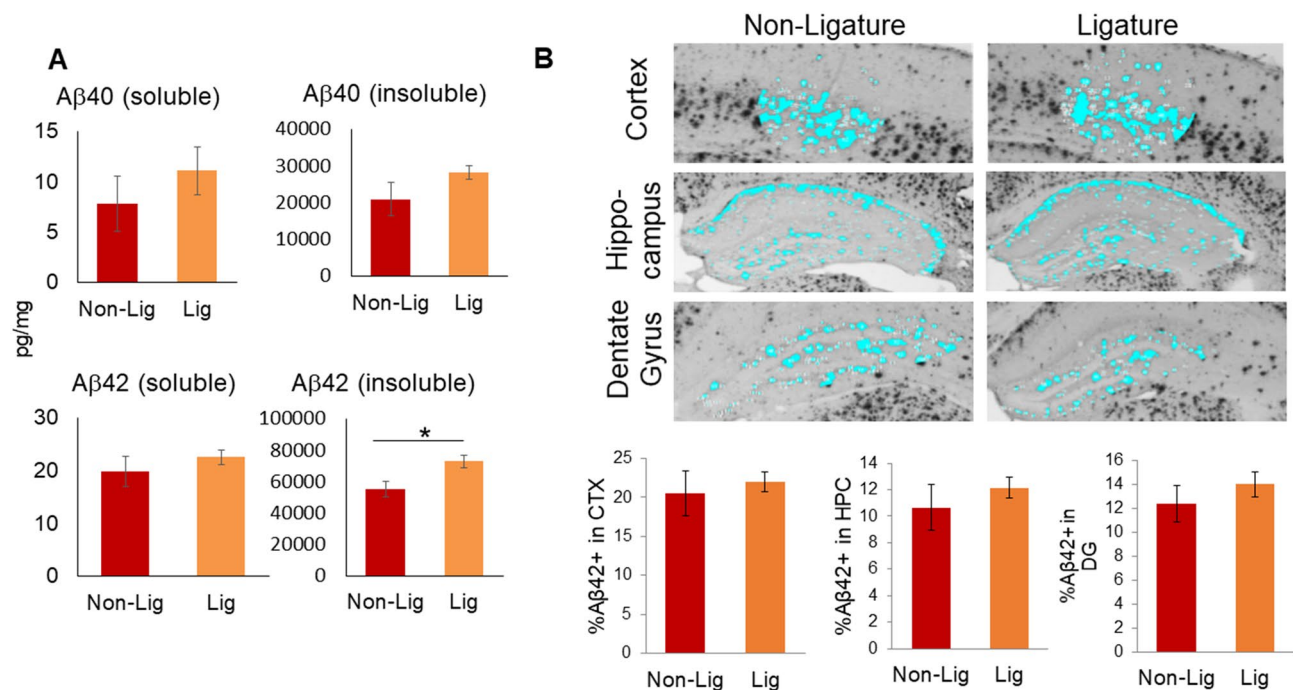 A
Aβ40 (soluble)
15
10
5
0
Non-Lig Lig
Aβ40 (insoluble)
40000
30000
20000
10000
0
Non-Lig Lig
pg/mg
Aβ42 (soluble)
30
20
10
0
Non-Lig Lig
Aβ42 (insoluble)
100000
80000
60000
40000
20000
0
*
Non-Lig Lig
B
Non-Ligature Ligature
Cortex
Hippo-
campus
Dentate
Gyrus
%Aβ42+ in CTX
25
20
15
10
5
0
Non-Lig Lig
%Aβ42+ in HPC
14
12
10
8
6
4
2
0
Non-Lig Lig
%Aβ42+ in
DG
16
14
12
10
8
6
4
2
0
Non-Lig Lig